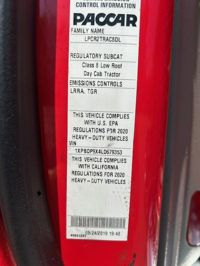 CONTROL INFORMATION
PACCAR
FAMILY NAME
LPCR2TRACBDL
REGULATORY SUBCAT
Class 8 Low Roof
Day Cab Tractor
EMISSIONS CONTROLS
LRRA, TGR
THIS VEHICLE COMPLIES
WITH U.S. EPA
REGULATIONS FOR 2020
HEAVY - DUTY VEHICLES
VIN
THIS VEHICLE COMPLIES
WITH CALIFORNIA
REGULATIONS FOR 2020
HEAVY - DUTY VEHICLES